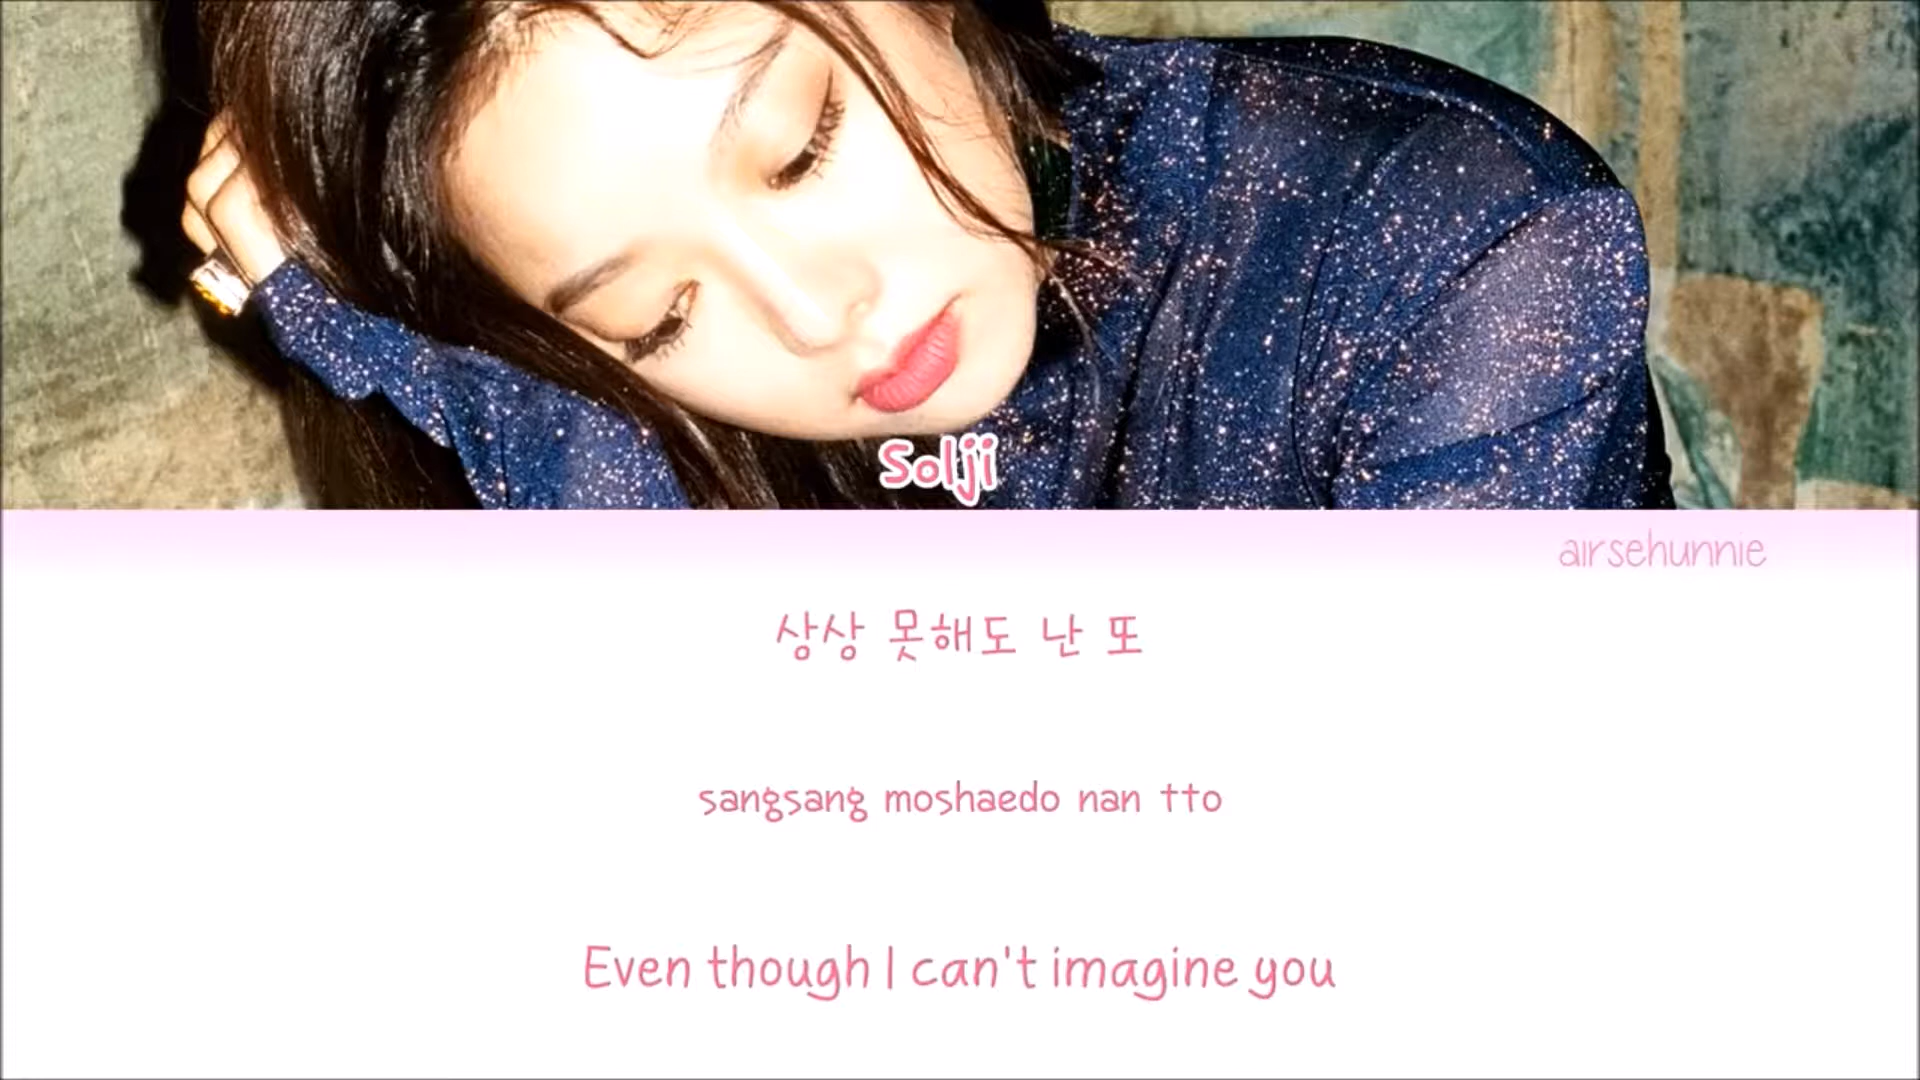 Solji
airsehunnie
상상 못해도 난 또
sangsang moshaedo nan tto
Even though I can't imagine you